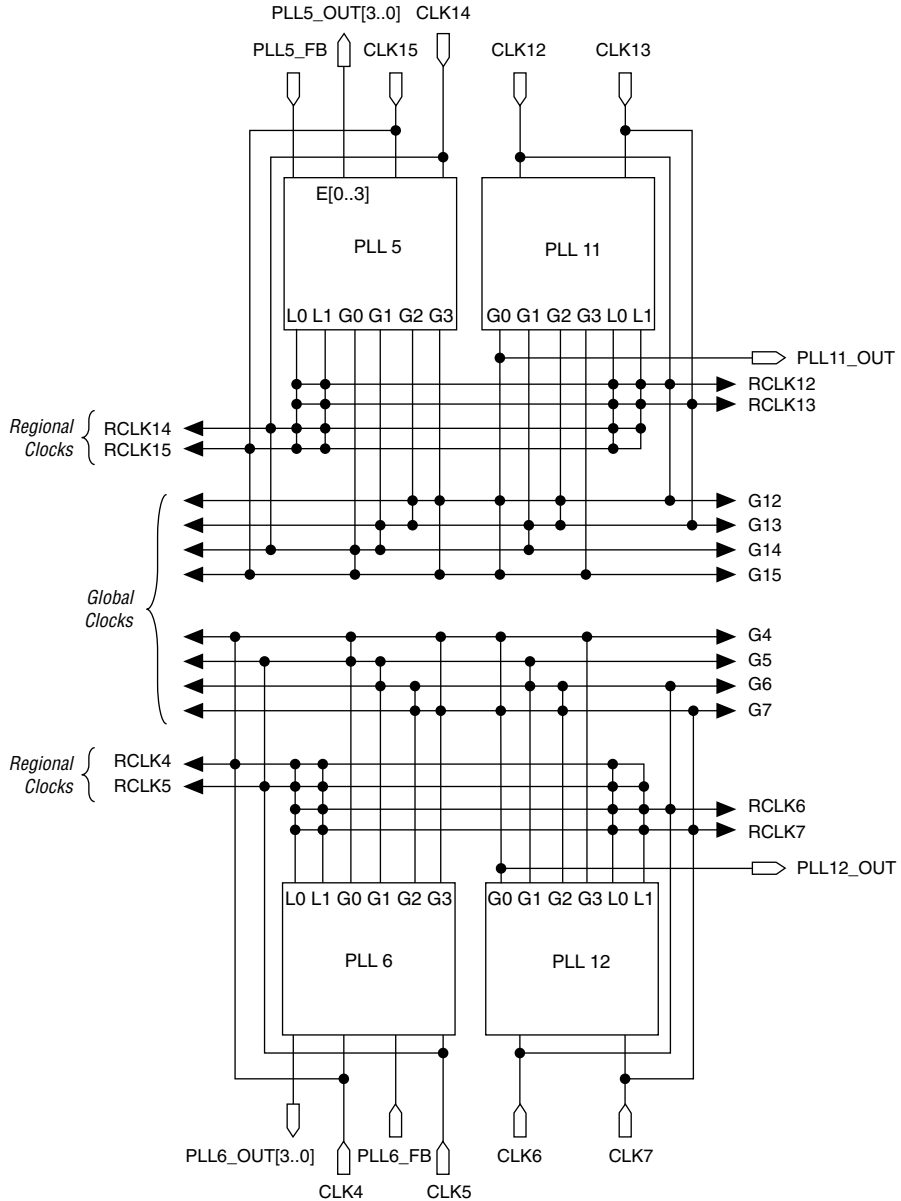 PLL5_OUT[3..0] CLK14
PLL5_FB CLK15 CLK12 CLK13
E[0..3]
PLL 5 PLL 11
L0 L1 G0 G1 G2 G3 G0 G1 G2 G3 L0 L1
PLL11_OUT
RCLK12
RCLK13
Regional
Clocks
RCLK14
RCLK15
G12
G13
G14
G15
Global
Clocks
G4
G5
G6
G7
Regional
Clocks
RCLK4
RCLK5
RCLK6
RCLK7
PLL12_OUT
L0 L1 G0 G1 G2 G3 G0 G1 G2 G3 L0 L1
PLL 6 PLL 12
PLL6_OUT[3..0] PLL6_FB CLK6 CLK7
CLK4 CLK5